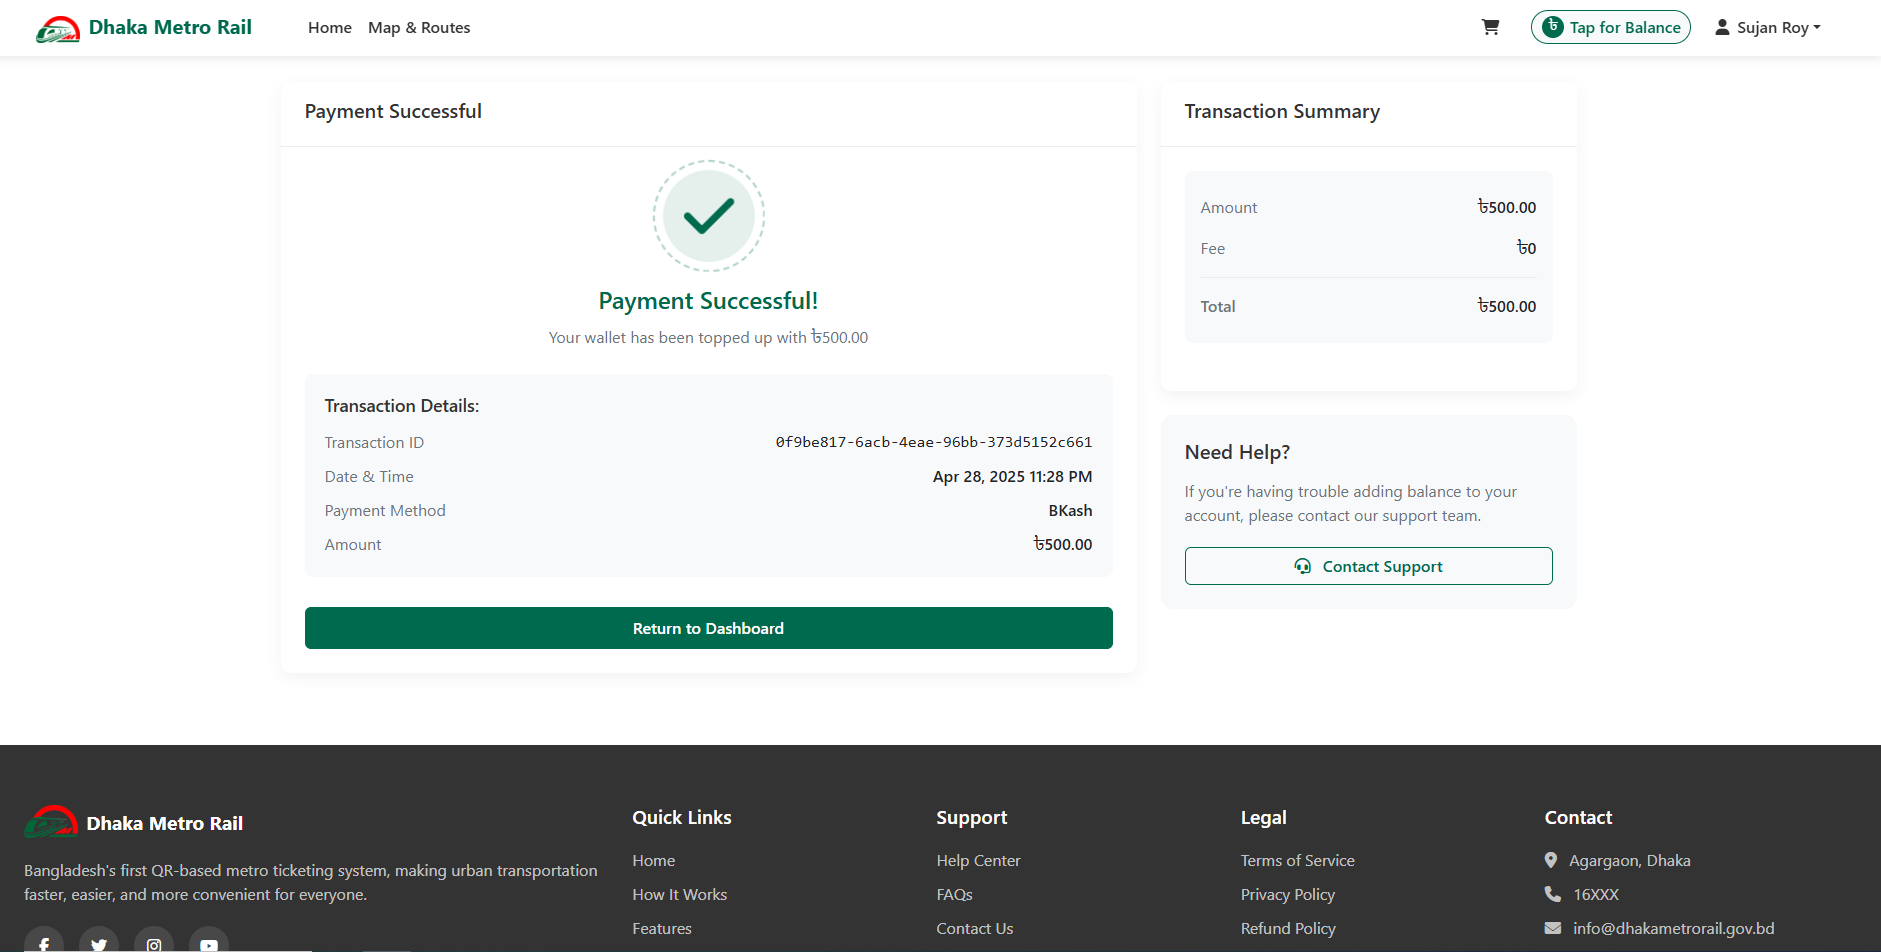 Dhaka Metro Rail
Home
Map & Routes
৳ Tap for Balance
Sujan Roy
Payment Successful
Payment Successful!
Your wallet has been topped up with ৳500.00
Transaction Details:
Transaction ID 0f9be817-6acb-4eae-96bb-373d5152c661
Date & Time Apr 28, 2025 11:28 PM
Payment Method BKash
Amount ৳500.00
Return to Dashboard
Transaction Summary
Amount ৳500.00
Fee ৳0
Total ৳500.00
Need Help?
If you're having trouble adding balance to your
account, please contact our support team.
Contact Support
Dhaka Metro Rail
Bangladesh's first QR-based metro ticketing system, making urban transportation
faster, easier, and more convenient for everyone.
Quick Links
Home
How It Works
Features
Support
Help Center
FAQs
Contact Us
Legal
Terms of Service
Privacy Policy
Refund Policy
Contact
Agargaon, Dhaka
16XXX
info@dhakametrorail.gov.bd